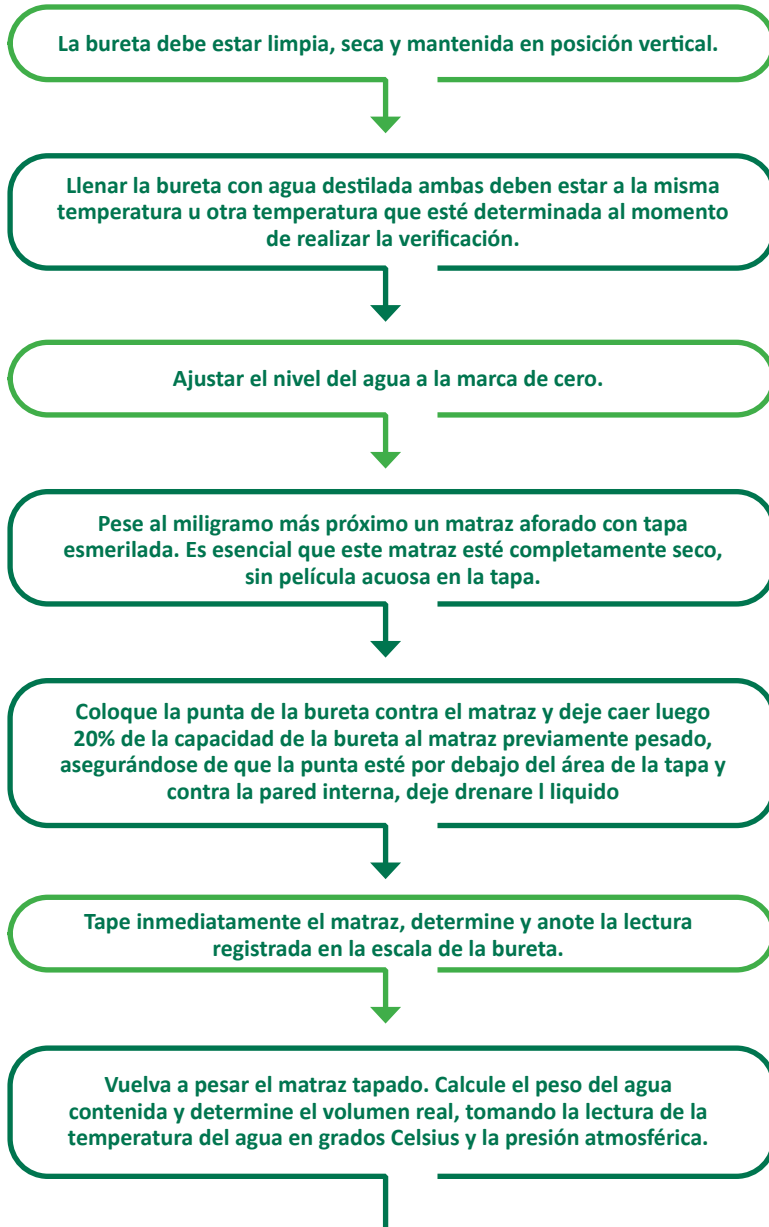 La bureta debe estar limpia, seca y mantenida en posición vertical.
Llenar la bureta con agua destilada ambas deben estar a la misma
temperatura u otra temperatura que esté determinada al momento
de realizar la verificación.
Ajustar el nivel del agua a la marca de cero.
Pese al miligramo más próximo un matraz aforado con tapa
esmerilada. Es esencial que este matraz esté completamente seco,
sin película acuosa en la tapa.
Coloque la punta de la bureta contra el matraz y deje caer luego
20% de la capacidad de la bureta al matraz previamente pesado,
asegurándose de que la punta esté por debajo del área de la tapa y
contra la pared interna, deje drenare l liquido
Tape inmediatamente el matraz, determine y anote la lectura
registrada en la escala de la bureta.
Vuelva a pesar el matraz tapado. Calcule el peso del agua
contenida y determine el volumen real, tomando la lectura de la
temperatura del agua en grados Celsius y la presión atmosférica.